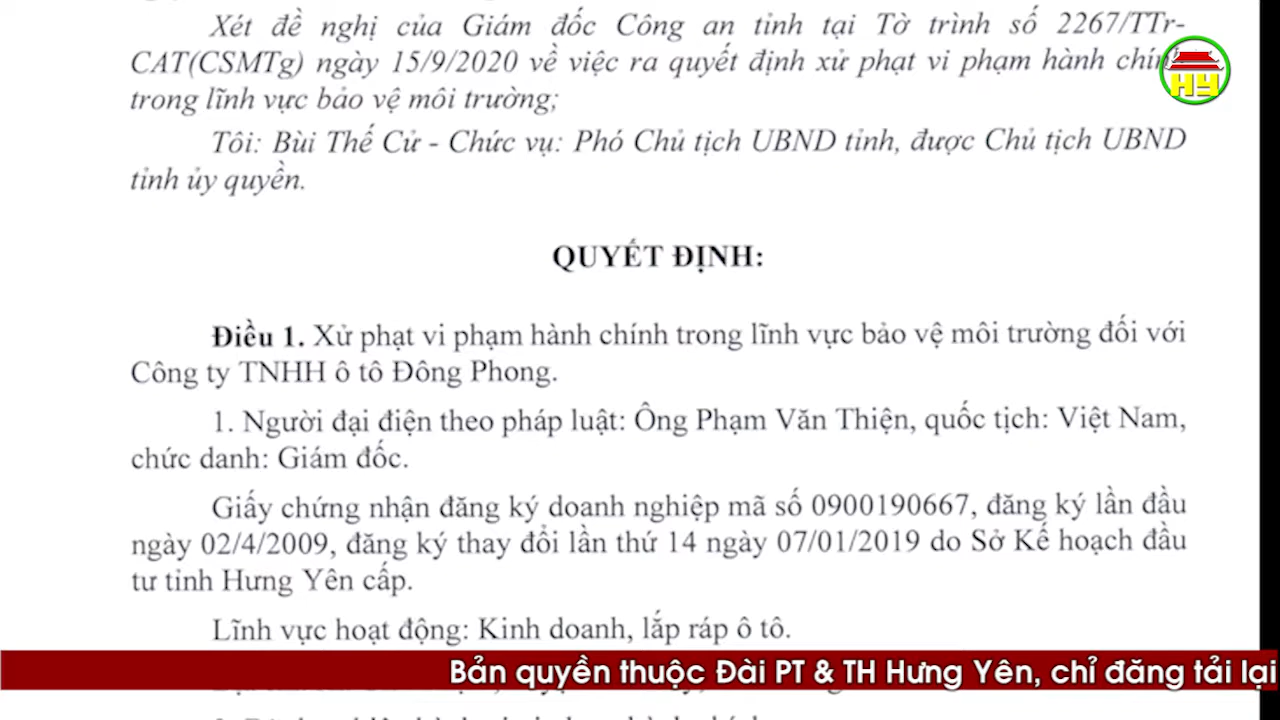 Xét đề nghị của Giám đốc Công an tỉnh tại Tờ trình số 2267/TTr-
CAT(CSMTg) ngày 15/9/2020 về việc ra quyết định xử phạt vi phạm hành chính
trong lĩnh vực bảo vệ môi trường;
HY
Tôi: Bùi Thế Cử - Chức vụ: Phó Chủ tịch UBND tỉnh, được Chủ tịch UBND
tỉnh ủy quyền.
QUYẾT ĐỊNH:
Điều 1. Xử phạt vi phạm hành chính trong lĩnh vực bảo vệ môi trường đối với
Công ty TNHH ô tô Đông Phong.
1. Người đại điện theo pháp luật: Ông Phạm Văn Thiện, quốc tịch: Việt Nam,
chức danh: Giám đốc.
Giấy chứng nhận đăng ký doanh nghiệp mã số 0900190667, đăng ký lần đầu
ngày 02/4/2009, đăng ký thay đổi lần thứ 14 ngày 07/01/2019 do Sở Kế hoạch đầu
tư tỉnh Hưng Yên cấp.
Lĩnh vực hoạt động: Kinh doanh, lắp ráp ô tô.
Bản quyền thuộc Đài PT & TH Hưng Yên, chỉ đăng tải lại